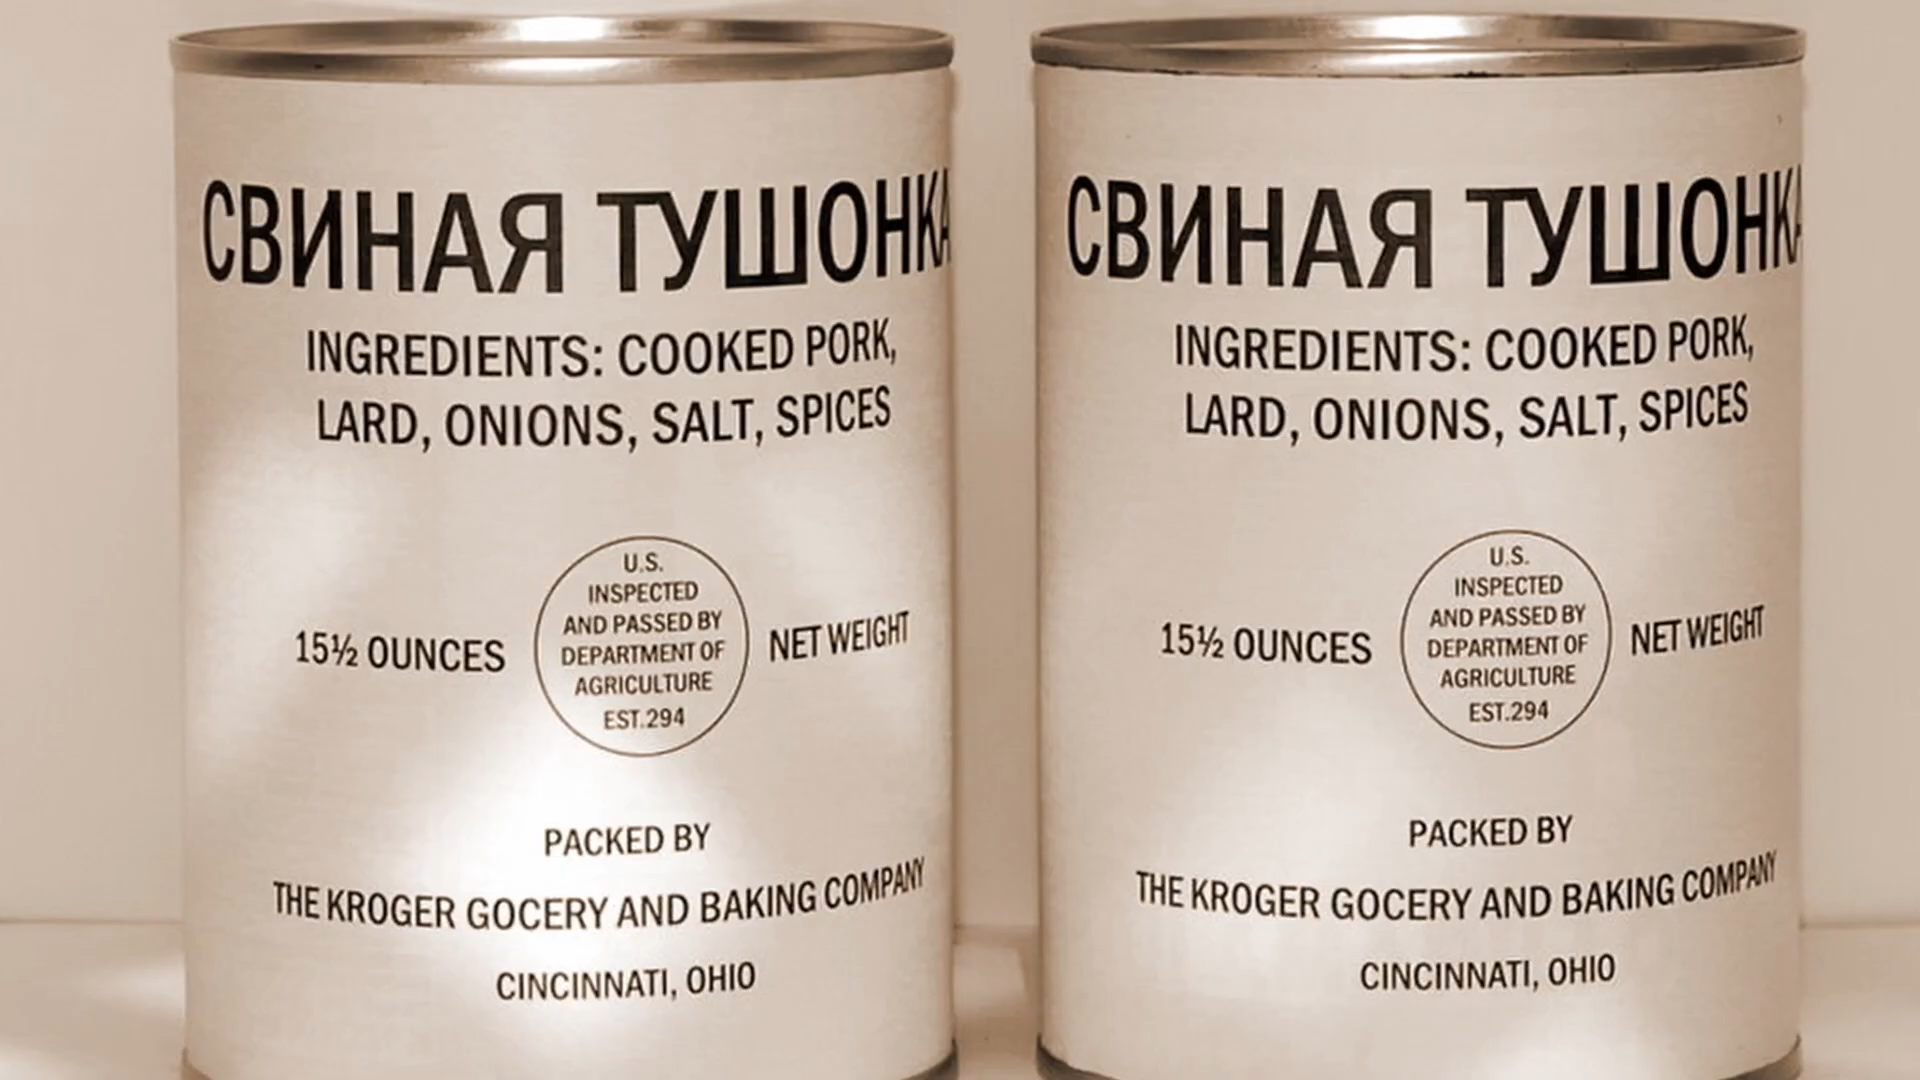 СВИНАЯ ТУШОНКА
INGREDIENTS: COOKED PORK,
LARD, ONIONS, SALT, SPICES
15½ OUNCES
U.S.
INSPECTED
AND PASSED BY
DEPARTMENT OF
AGRICULTURE
EST.294
NET WEIGHT
PACKED BY
THE KROGER GOCERY AND BAKING COMPANY
CINCINNATI, OHIO
СВИНАЯ ТУШОНКА
INGREDIENTS: COOKED PORK,
LARD, ONIONS, SALT, SPICES
15½ OUNCES
U.S.
INSPECTED
AND PASSED BY
DEPARTMENT OF
AGRICULTURE
EST.294
NET WEIGHT
PACKED BY
THE KROGER GOCERY AND BAKING COMPANY
CINCINNATI, OHIO